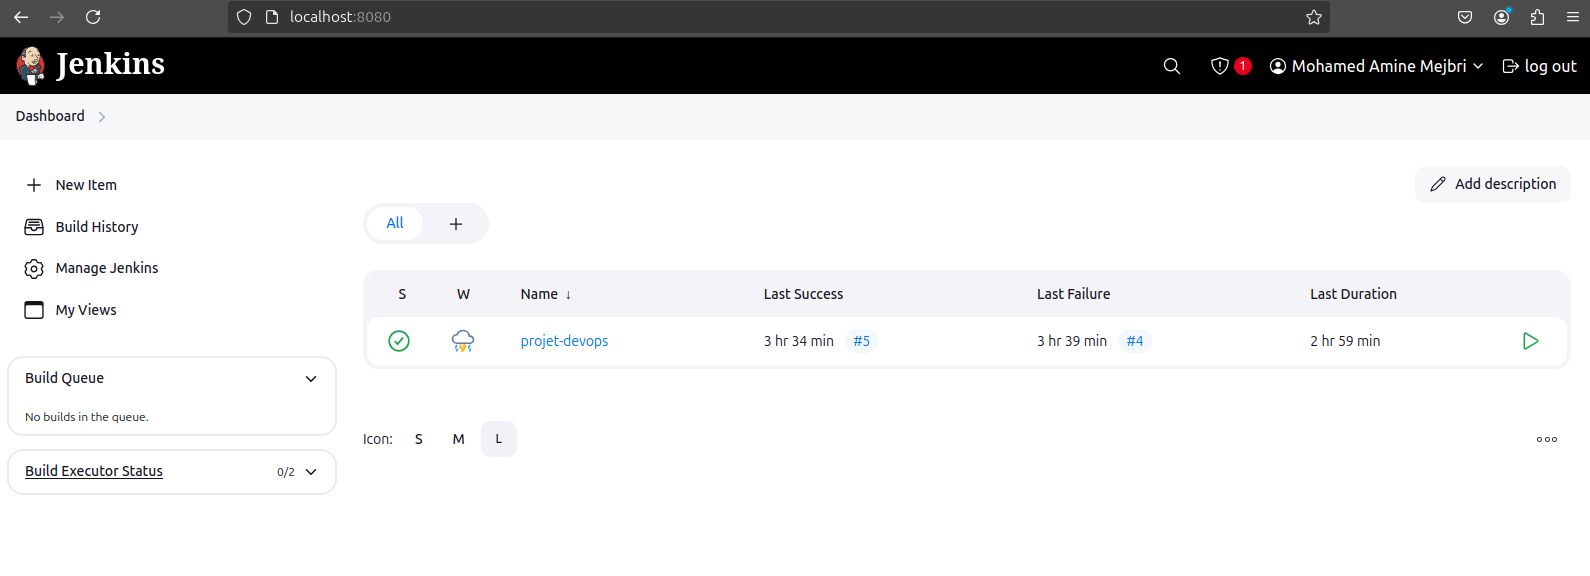 localhost:8080
Jenkins
1
Mohamed Amine Mejbri
log out
Dashboard
New Item
Build History
Manage Jenkins
My Views
Build Queue
No builds in the queue.
Build Executor Status
0/2
Add description
All
+
S W Name ↓ Last Success Last Failure Last Duration
projet-devops 3 hr 34 min #5 3 hr 39 min #4 2 hr 59 min
Icon: S M L